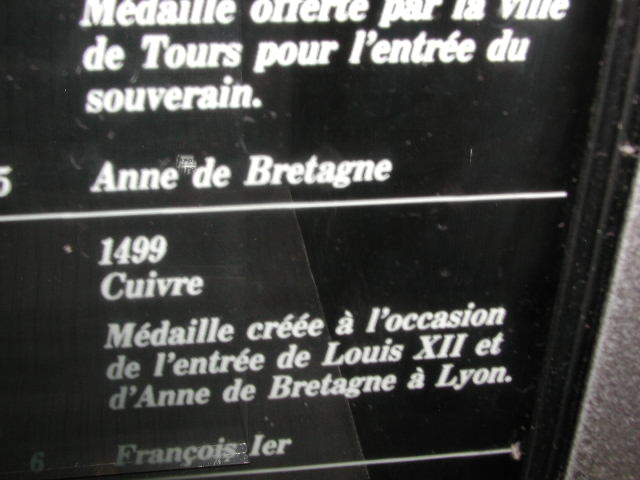 Médaille offerte par la ville
de Tours pour l'entrée du
souverain.
5 Anne de Bretagne
1499
Cuivre
Médaille créée à l'occasion
de l'entrée de Louis XII et
d'Anne de Bretagne à Lyon.
6 François Ier